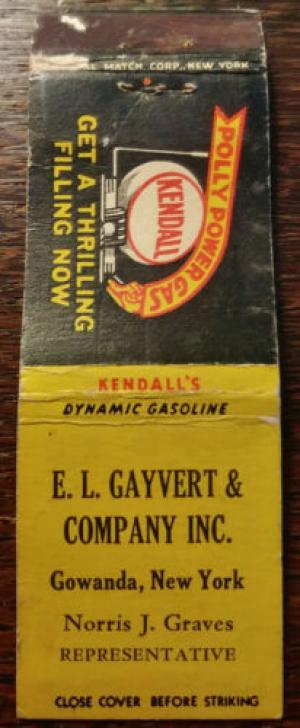 MATCH CORP., NEW YORK
POLLY POWER GAS
KENDALL
GET A THRILLING
FILLING NOW
KENDALL'S
DYNAMIC GASOLINE
E. L. GAYVERT &
COMPANY INC.
Gowanda, New York
Norris J. Graves
REPRESENTATIVE
CLOSE COVER BEFORE STRIKING